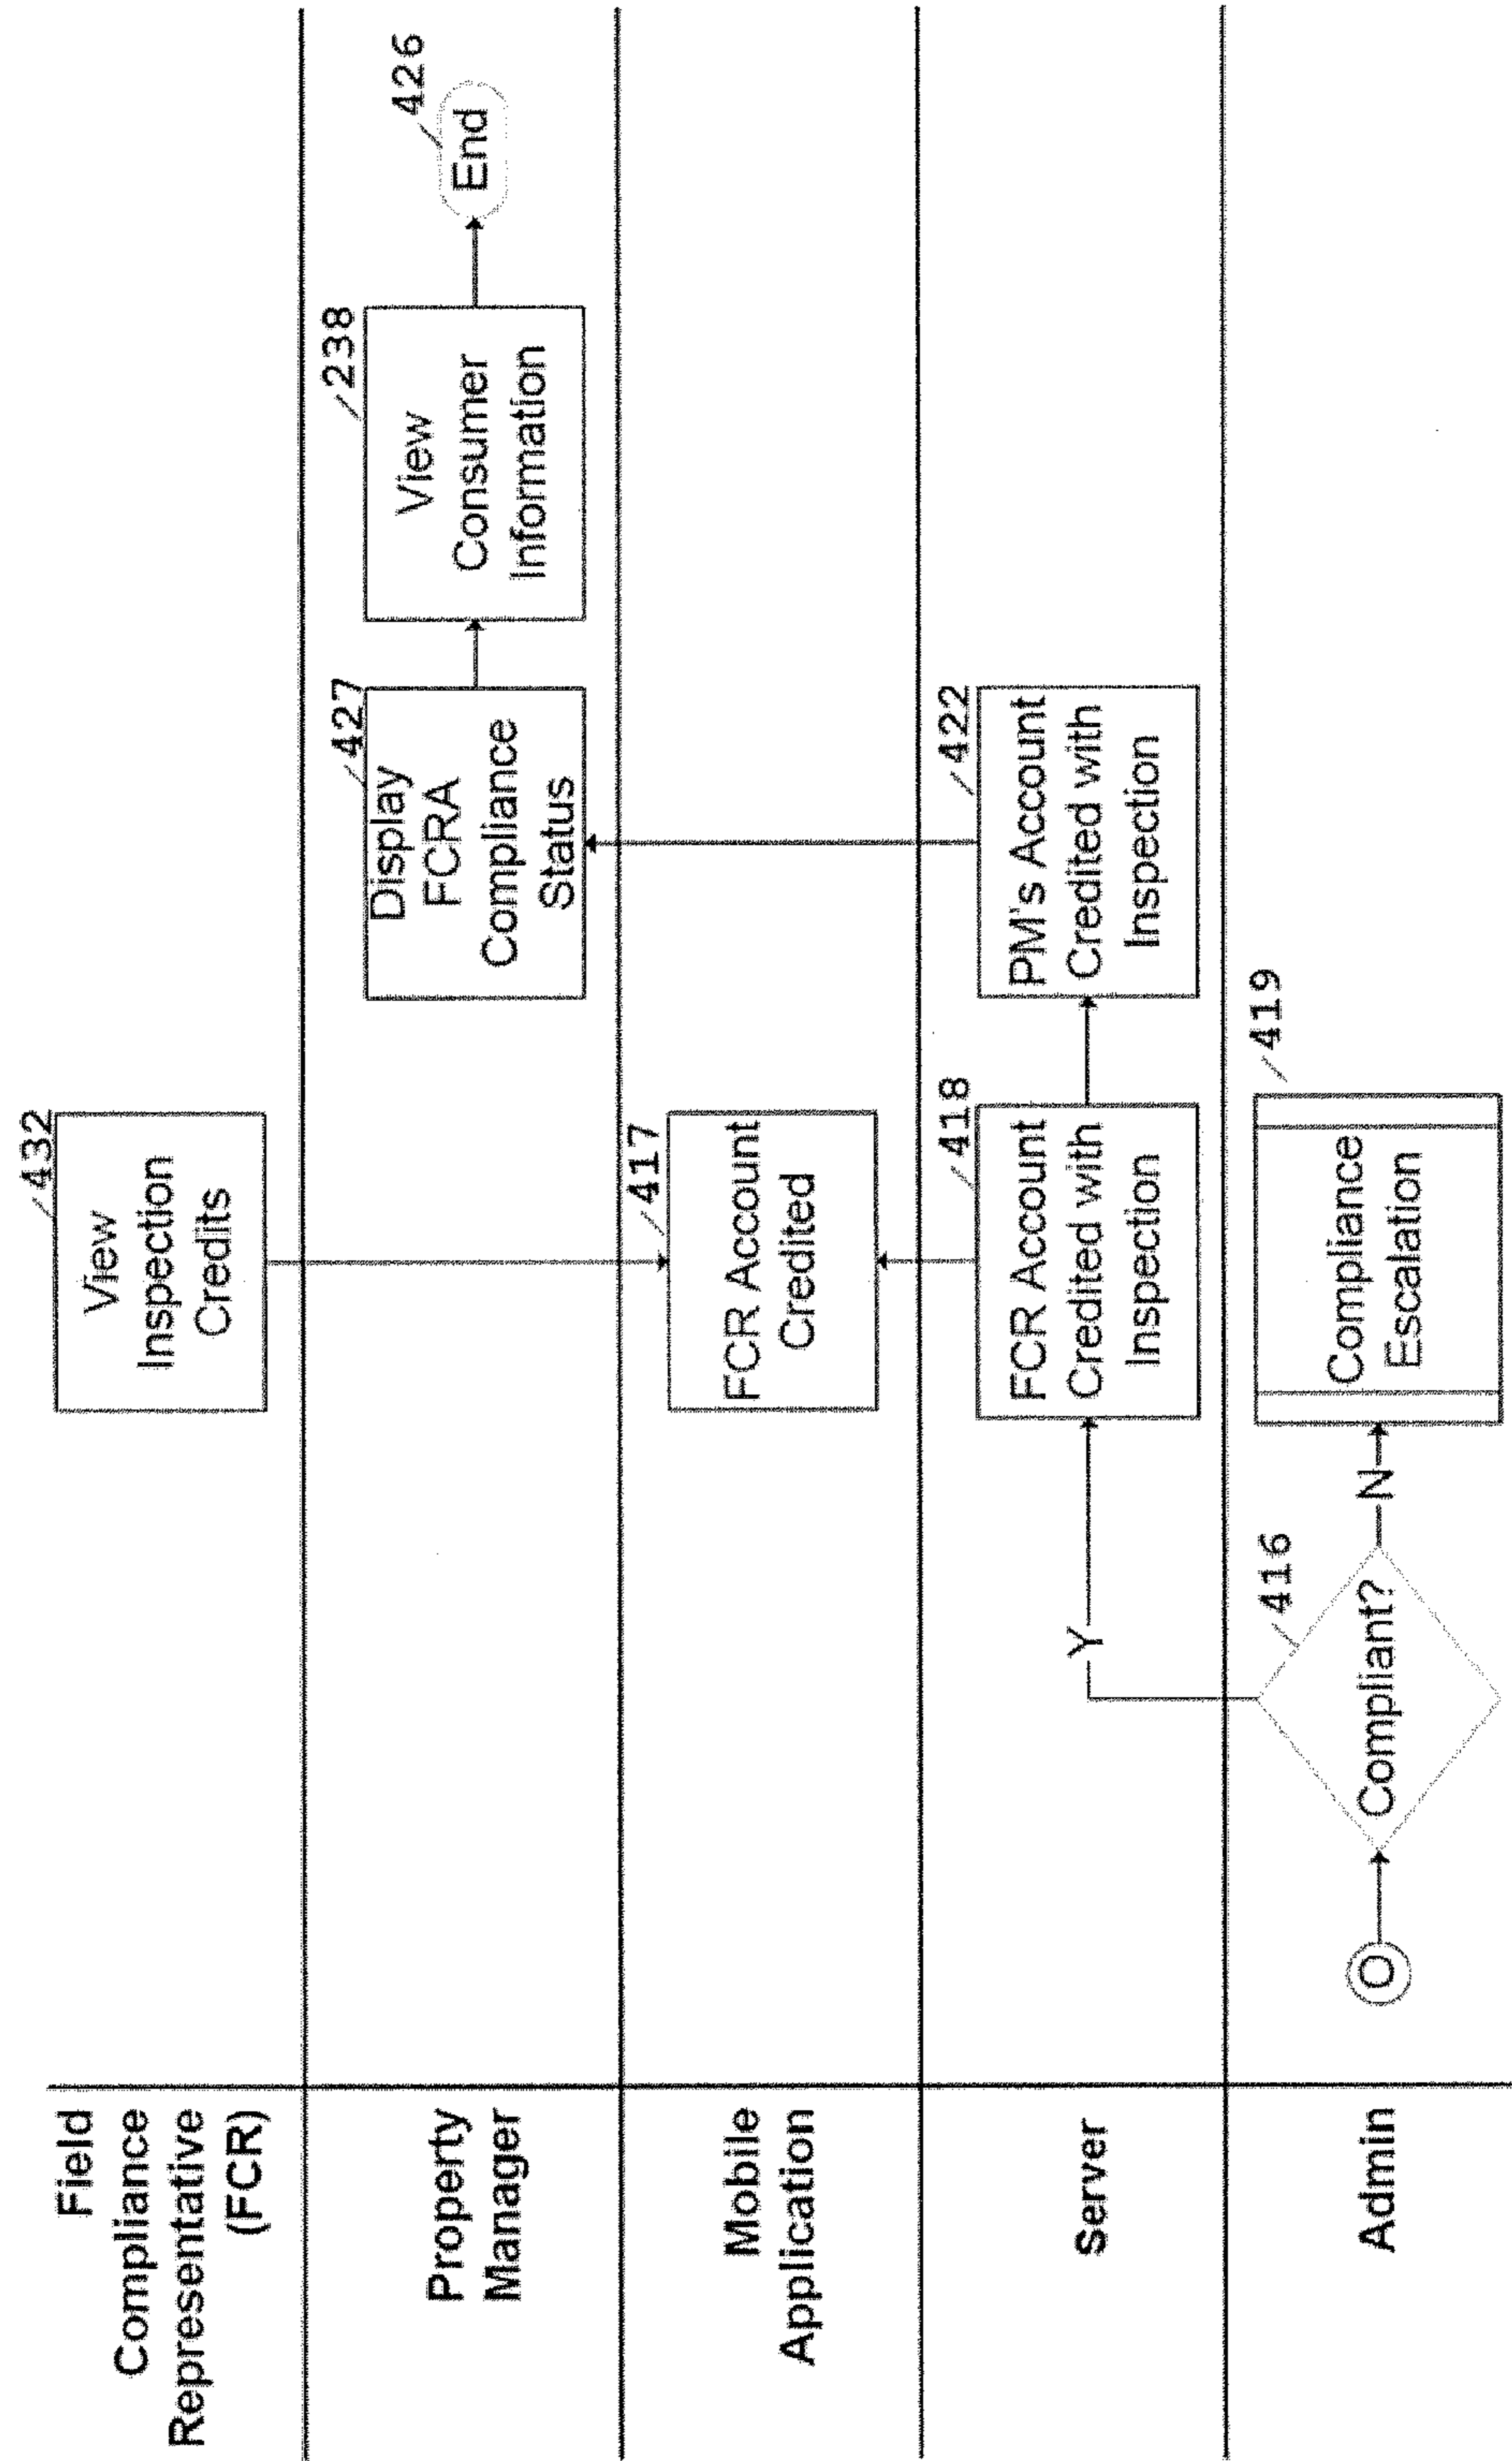 Field
Compliance
Representative
(FCR)
432
View
Inspection
Credits
Property
Manager
427
Display
FCRA
Compliance
Status
238
View
Consumer
Information
426
End
Mobile
Application
417
FCR Account
Credited
Server
Y
418
FCR Account
Credited with
Inspection
422
PM's Account
Credited with
Inspection
Admin
O
416
Compliant?
N
419
Compliance
Escalation